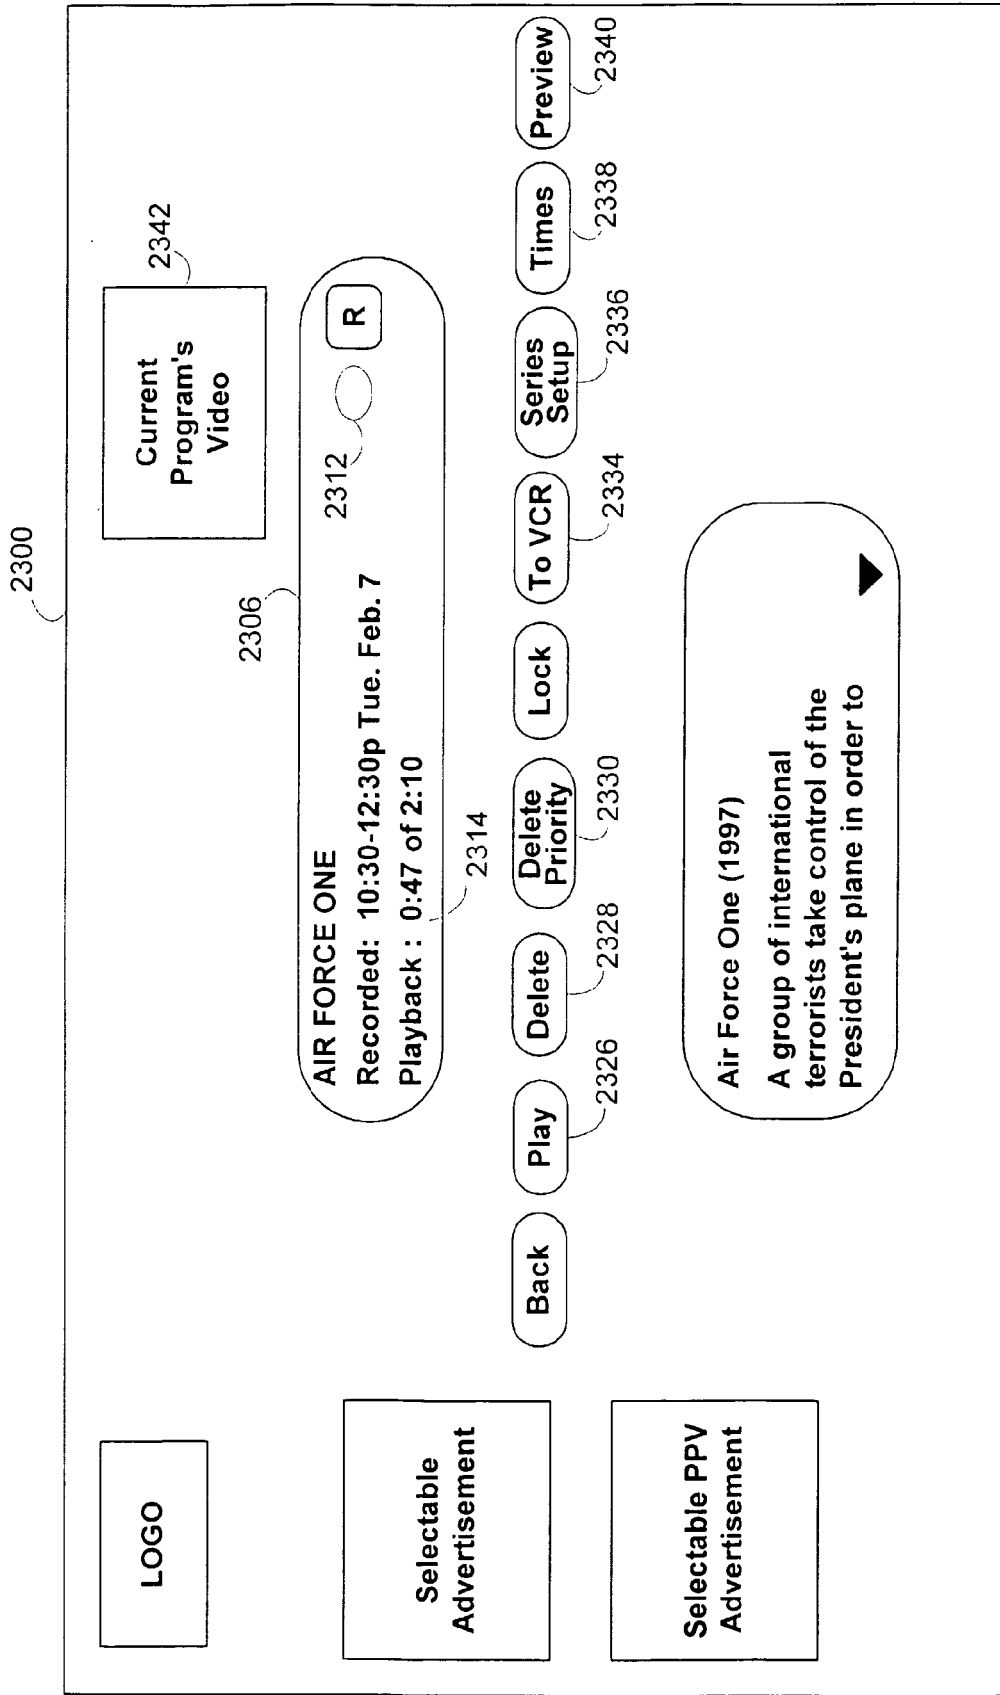 2300
LOGO
Current
Program's
Video
2342
2306
AIR FORCE ONE
Recorded: 10:30-12:30p Tue. Feb. 7
Playback : 0:47 of 2:10
2312
R
2314
Back
Play
Delete
Delete
Priority
Lock
To VCR
Series
Setup
Times
Preview
2326
2328
2330
2334
2336
2338
2340
Selectable
Advertisement
Selectable PPV
Advertisement
Air Force One (1997)
A group of international
terrorists take control of the
President's plane in order to